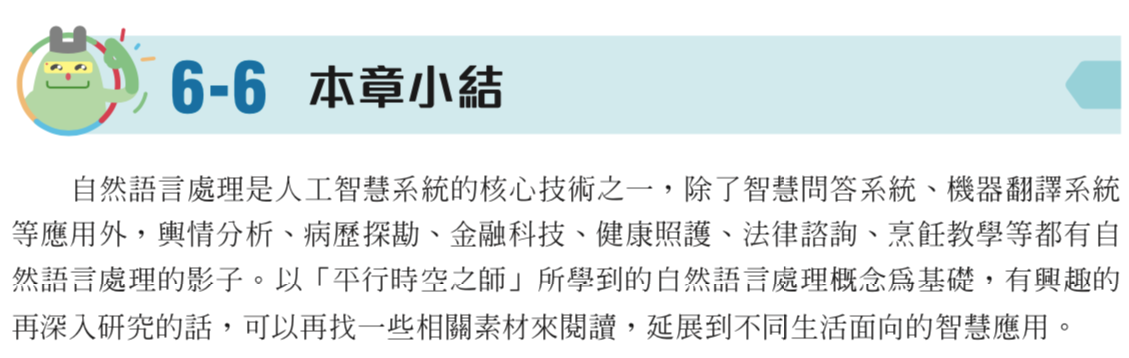 6-6 本章小結
自然語言處理是人工智慧系統的核心技術之一，除了智慧問答系統、機器翻譯系統
等應用外，輿情分析、病歷探勘、金融科技、健康照護、法律諮詢、烹飪教學等都有自
然語言處理的影子。以「平行時空之師」所學到的自然語言處理概念為基礎，有興趣的
再深入研究的話，可以再找一些相關素材來閱讀，延展到不同生活面向的智慧應用。